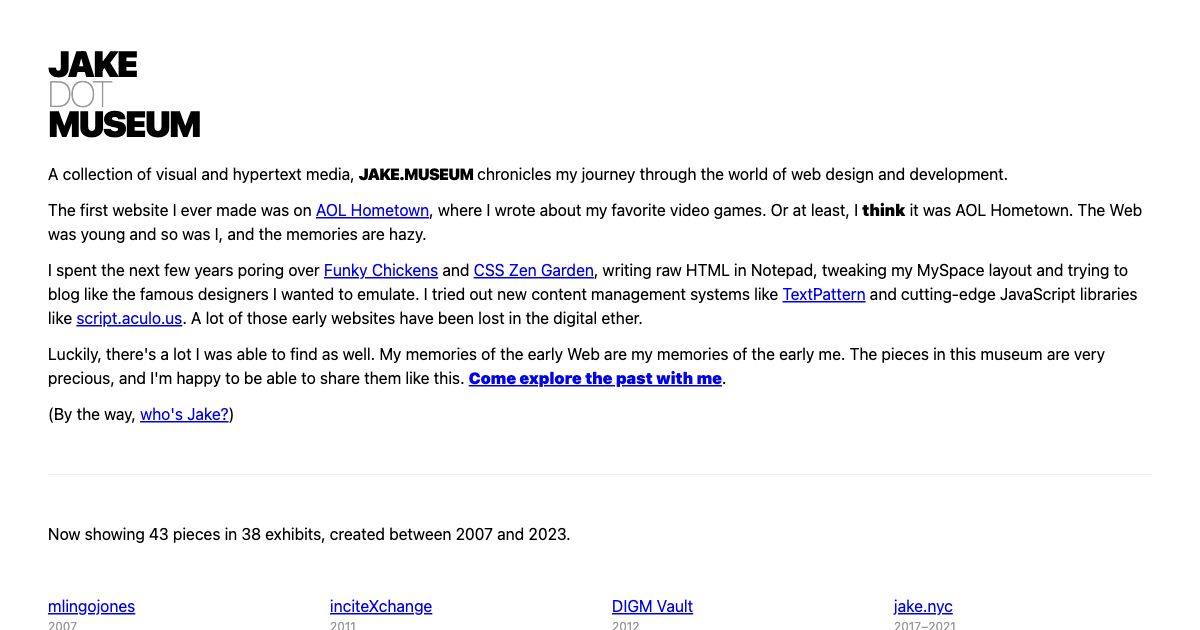 JAKE
DOT
MUSEUM
A collection of visual and hypertext media, JAKE.MUSEUM chronicles my journey through the world of web design and development.
The first website I ever made was on AOL Hometown, where I wrote about my favorite video games. Or at least, I think it was AOL Hometown. The Web
was young and so was I, and the memories are hazy.
I spent the next few years poring over Funky Chickens and CSS Zen Garden, writing raw HTML in Notepad, tweaking my MySpace layout and trying to
blog like the famous designers I wanted to emulate. I tried out new content management systems like TextPattern and cutting-edge JavaScript libraries
like script.aculo.us. A lot of those early websites have been lost in the digital ether.
Luckily, there's a lot I was able to find as well. My memories of the early Web are my memories of the early me. The pieces in this museum are very
precious, and I'm happy to be able to share them like this. Come explore the past with me.
(By the way, who's Jake?)
Now showing 43 pieces in 38 exhibits, created between 2007 and 2023.
mlingojones inciteXchange DIGM Vault jake.nyc
2007 2011 2012 2017–2021